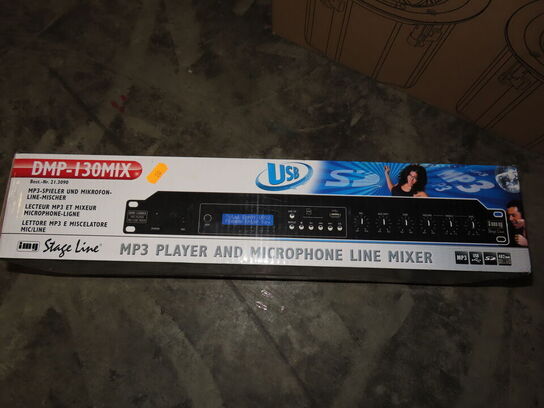 DMP-130MIX
Best.-Nr. 21.3090
MP3-SPIELER UND MIKROFON-
LINE-MISCHER
LECTEUR MP3 ET MIXEUR
MICROPHONE-LIGNE
LETTORE MP3 E MISCELATORE
MIC/LINE
USB
SD
MP3
img Stage Line
MP3 PLAYER AND MICROPHONE LINE MIXER
MP3